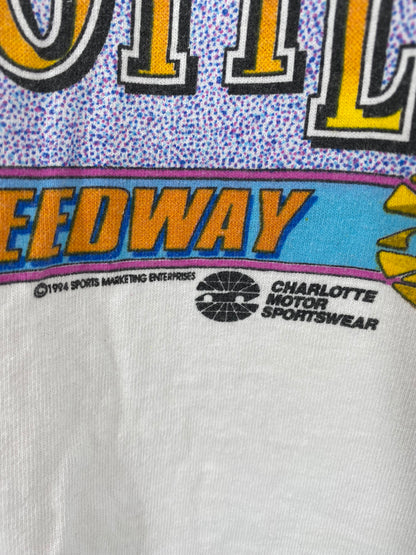 EEDWAY
©1994 SPORTS MARKETING ENTERPRISES
CHARLOTTE
MOTOR
SPORTSWEAR